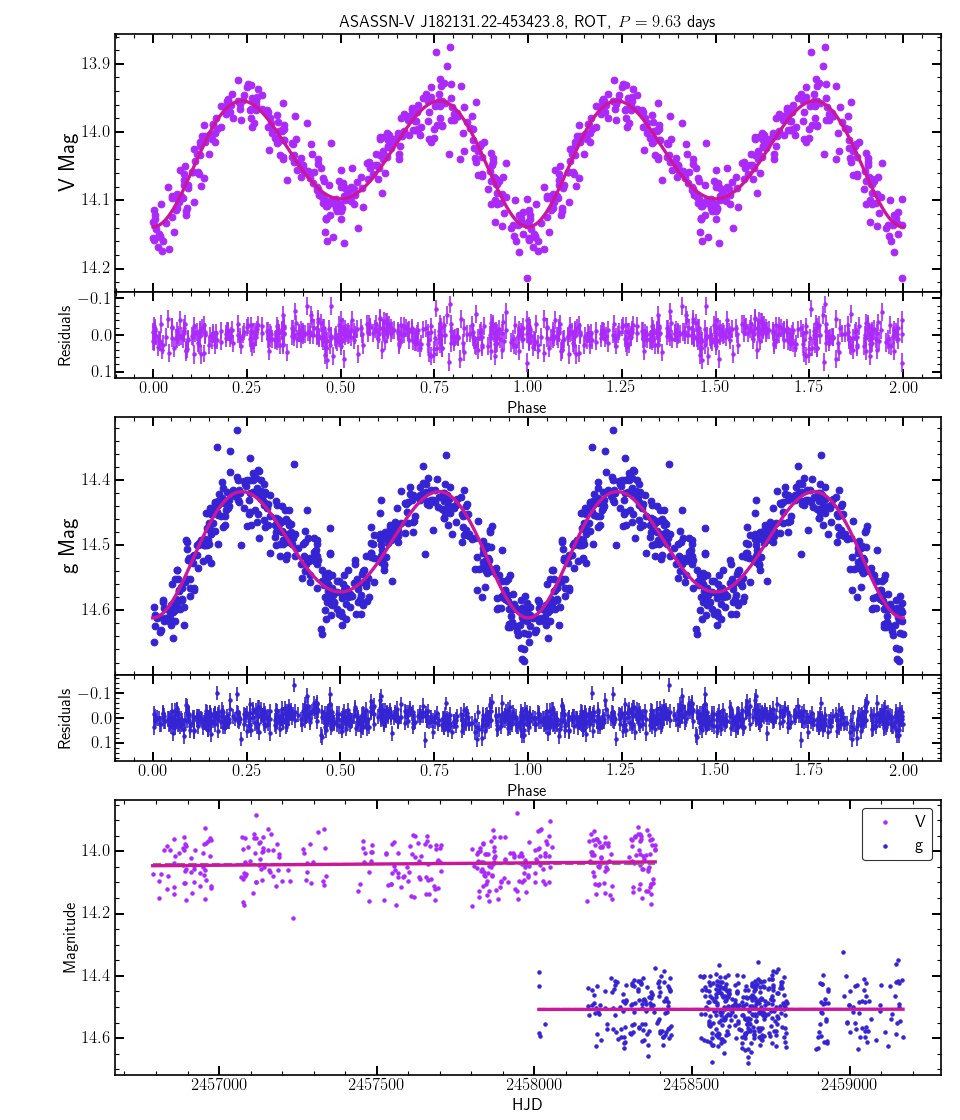 ASASSN-V J182131.22-453423.8, ROT, P = 9.63 days
V Mag
13.9
14.0
14.1
14.2
Residuals
−0.1
0.0
0.1
0.00 0.25 0.50 0.75 1.00 1.25 1.50 1.75 2.00
Phase
g Mag
14.4
14.5
14.6
Residuals
−0.1
0.0
0.1
0.00 0.25 0.50 0.75 1.00 1.25 1.50 1.75 2.00
Phase
V
g
Magnitude
14.0
14.2
14.4
14.6
2457000 2457500 2458000 2458500 2459000
HJD